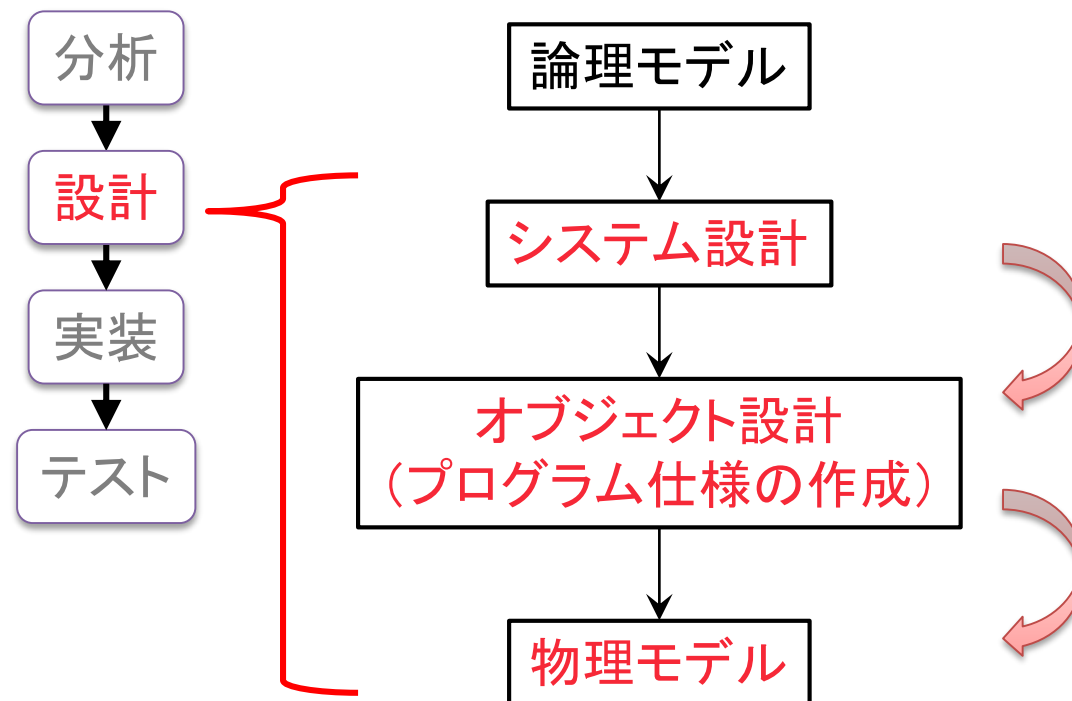 分析
設計
実装
テスト
論理モデル
システム設計
オブジェクト設計
（プログラム仕様の作成）
物理モデル